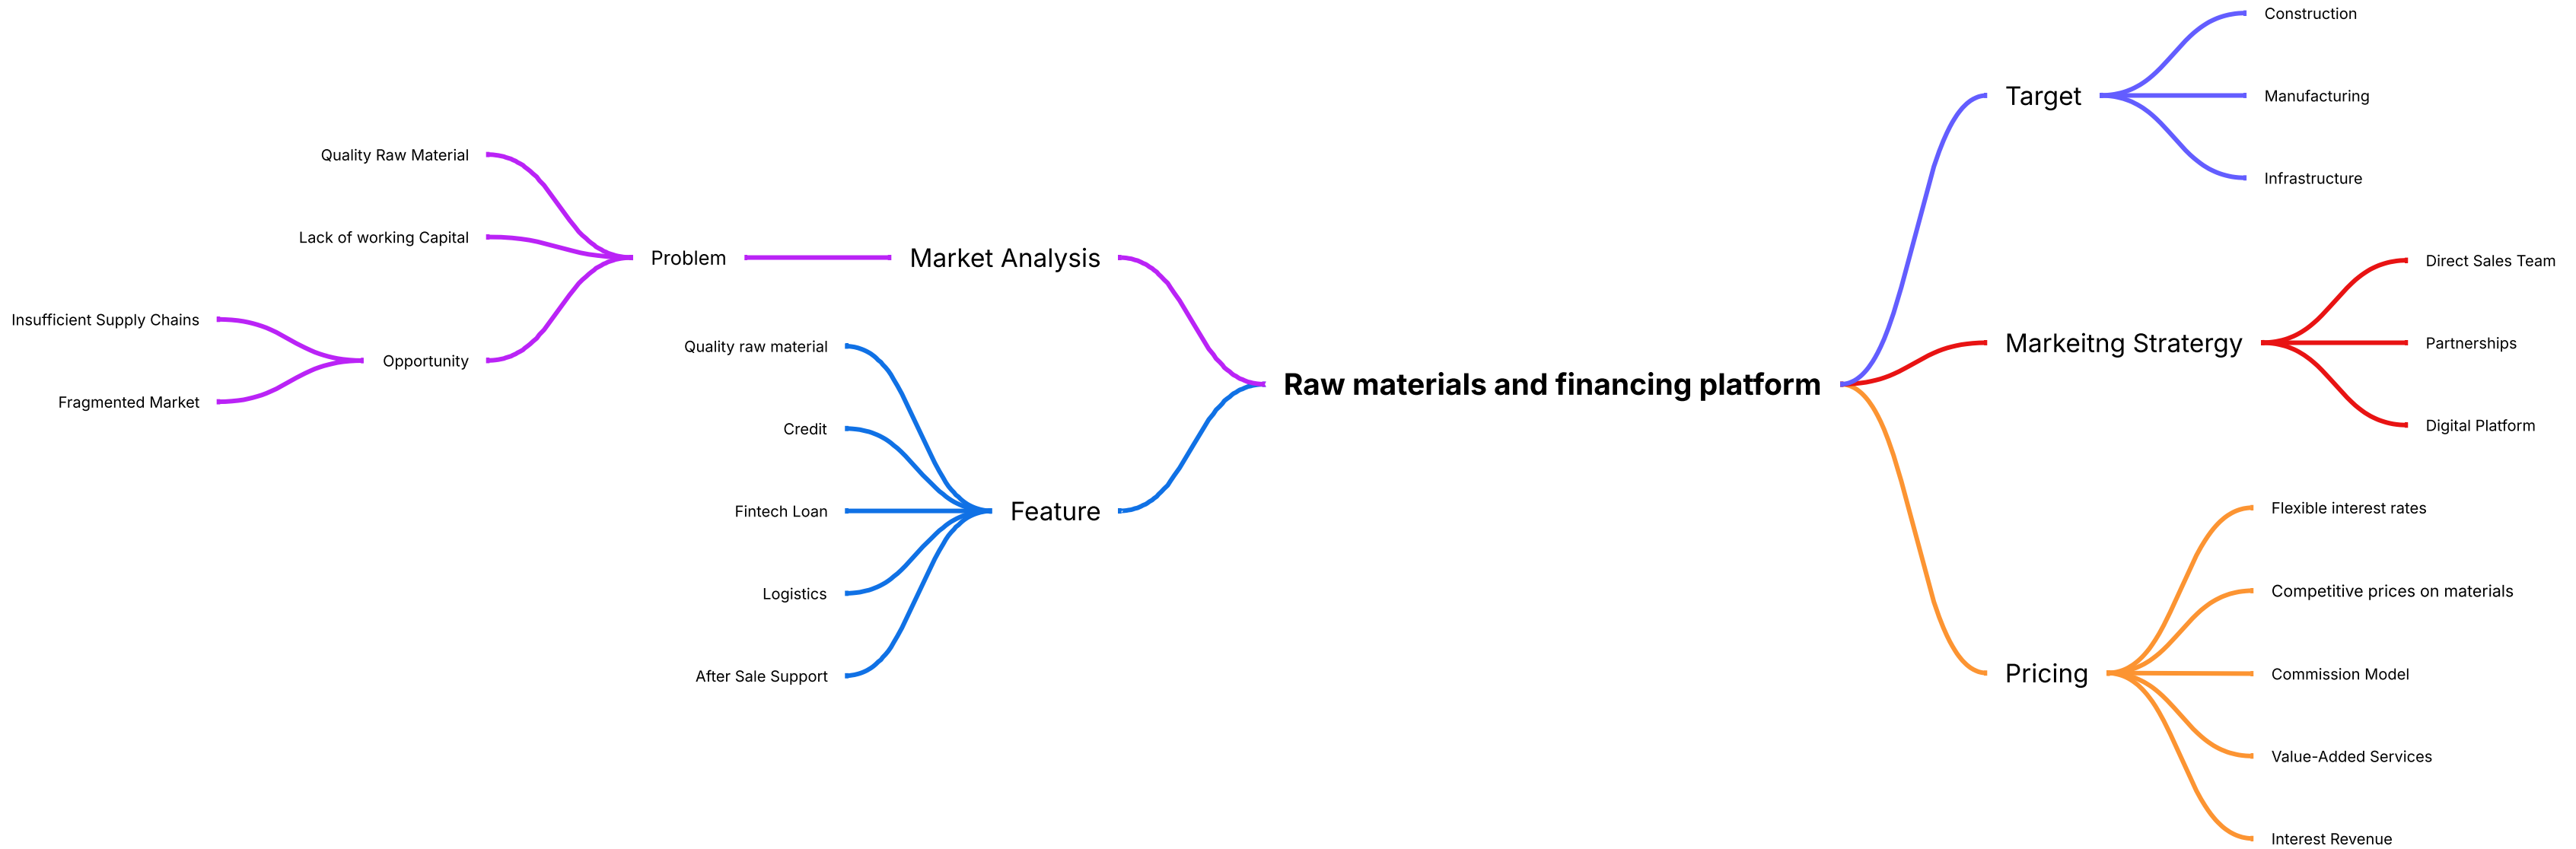 Raw materials and financing platform
Market Analysis
Problem
Quality Raw Material
Lack of working Capital
Opportunity
Insufficient Supply Chains
Fragmented Market
Feature
Quality raw material
Credit
Fintech Loan
Logistics
After Sale Support
Target
Construction
Manufacturing
Infrastructure
Markeitng Stratergy
Direct Sales Team
Partnerships
Digital Platform
Pricing
Flexible interest rates
Competitive prices on materials
Commission Model
Value-Added Services
Interest Revenue